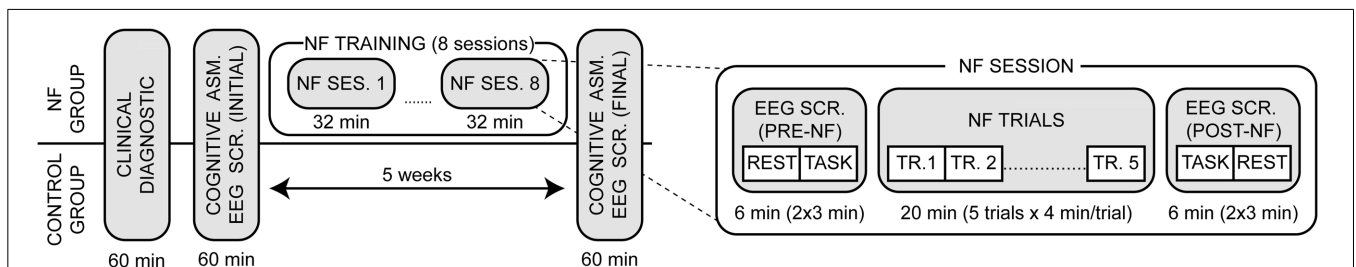 NF
GROUP
CONTROL
GROUP
CLINICAL
DIAGNOSTIC
60 min
COGNITIVE ASM.
EEG SCR. (INITIAL)
60 min
NF TRAINING (8 sessions)
NF SES. 1
.......
NF SES. 8
32 min
32 min
5 weeks
COGNITIVE ASM.
EEG SCR. (FINAL)
60 min
NF SESSION
EEG SCR.
(PRE-NF)
REST TASK
6 min (2x3 min)
NF TRIALS
TR.1 TR. 2 ............... TR. 5
20 min (5 trials x 4 min/trial)
EEG SCR.
(POST-NF)
TASK REST
6 min (2x3 min)